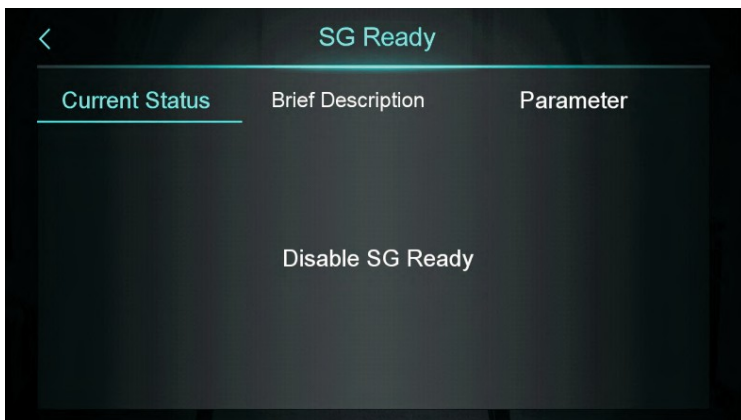 SG Ready
Current Status Brief Description Parameter
Disable SG Ready